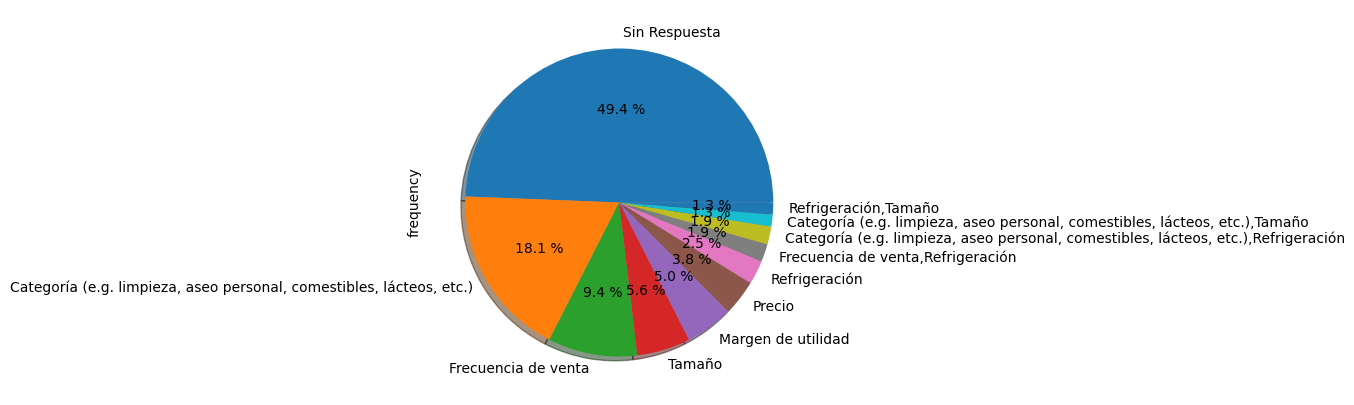 Sin Respuesta
49.4 %
frequency
18.1 %
Categoría (e.g. limpieza, aseo personal, comestibles, lácteos, etc.)
9.4 %
Frecuencia de venta
5.6 %
Tamaño
5.0 %
Margen de utilidad
3.8 %
Precio
2.5 %
Refrigeración
1.9 %
Frecuencia de venta,Refrigeración
1.9 %
Categoría (e.g. limpieza, aseo personal, comestibles, lácteos, etc.),Refrigeración
1.3 %
Categoría (e.g. limpieza, aseo personal, comestibles, lácteos, etc.),Tamaño
1.3 %
Refrigeración,Tamaño